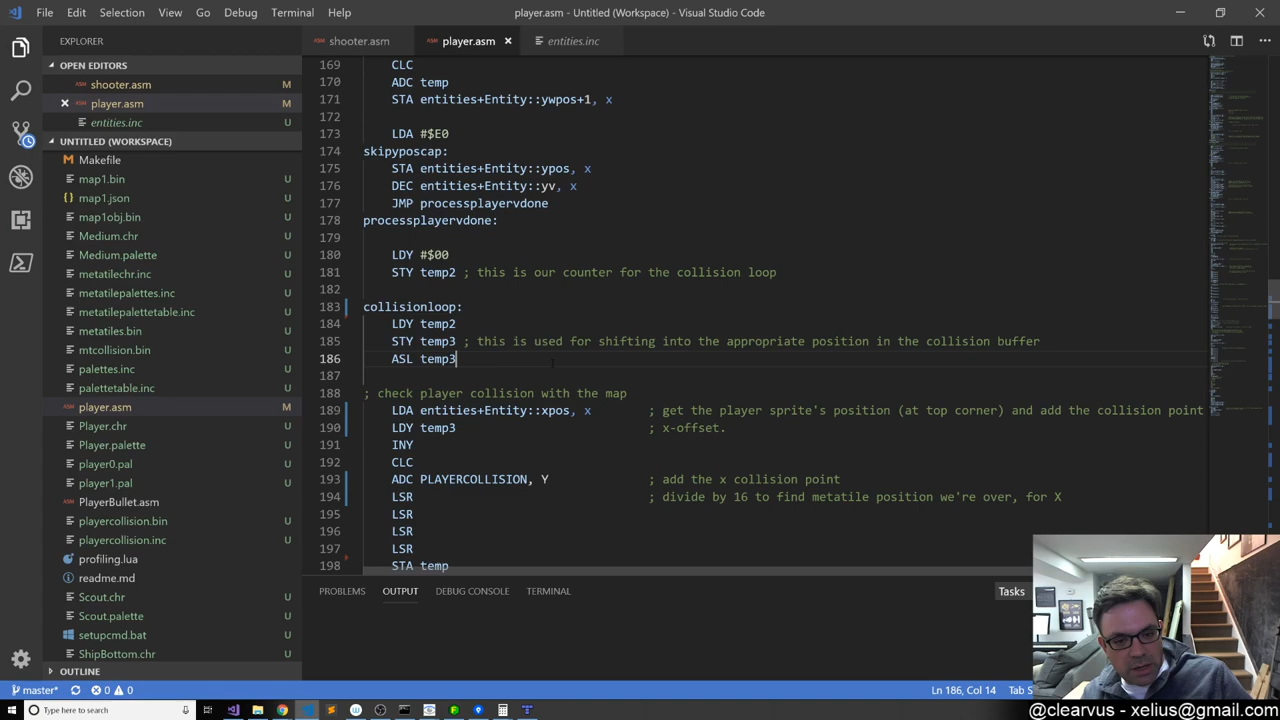 File Edit Selection View Go Debug Terminal Help
player.asm - Untitled (Workspace) - Visual Studio Code
EXPLORER
shooter.asm player.asm entities.inc
OPEN EDITORS
shooter.asm M
player.asm M
entities.inc U
UNTITLED (WORKSPACE)
Makefile
map1.bin U
map1.json U
map1obj.bin U
Medium.chr U
Medium.palette U
metatilechr.inc U
metatilepalettes.inc U
metatilepalettetable.inc U
metatiles.bin U
mtcollision.bin U
palettes.inc U
palettetable.inc U
player.asm M
Player.chr U
Player.palette U
player0.pal U
player1.pal U
PlayerBullet.asm U
playercollision.bin U
playercollision.inc U
profiling.lua U
readme.md U
Scout.chr U
Scout.palette U
setupcmd.bat U
ShipBottom.chr U
OUTLINE
169 CLC
170 ADC temp
171 STA entities+Entity::ywpos+1, x
172
173 LDA #$E0
174 skipyposcap:
175 STA entities+Entity::ypos, x
176 DEC entities+Entity::yv, x
177 JMP processplayervdone
178 processplayervdone:
179
180 LDY #$00
181 STY temp2 ; this is our counter for the collision loop
182
183 collisionloop:
184 LDY temp2
185 STY temp3 ; this is used for shifting into the appropriate position in the collision buffer
186 ASL temp3
187
188 ; check player collision with the map
189 LDA entities+Entity::xpos, x ; get the player sprite's position (at top corner) and add the collision point
190 LDY temp3 ; x-offset.
191 INY
192 CLC
193 ADC PLAYERCOLLISION, Y ; add the x collision point
194 LSR ; divide by 16 to find metatile position we're over, for X
195 LSR
196 LSR
197 LSR
198 STA temp
PROBLEMS OUTPUT DEBUG CONSOLE TERMINAL Tasks
master* 0 0 Ln 186, Col 14 Tab S
Type here to search
@clearvus - xelius@gmail.com